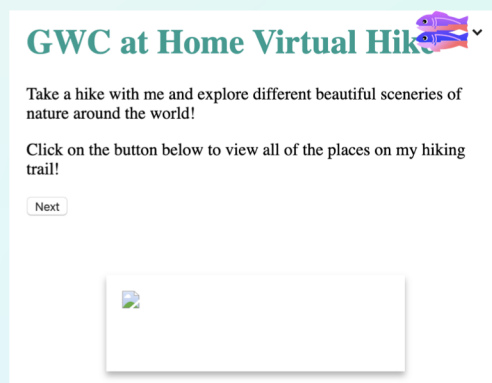 GWC at Home Virtual Hike
Take a hike with me and explore different beautiful sceneries of
nature around the world!
Click on the button below to view all of the places on my hiking
trail!
Next